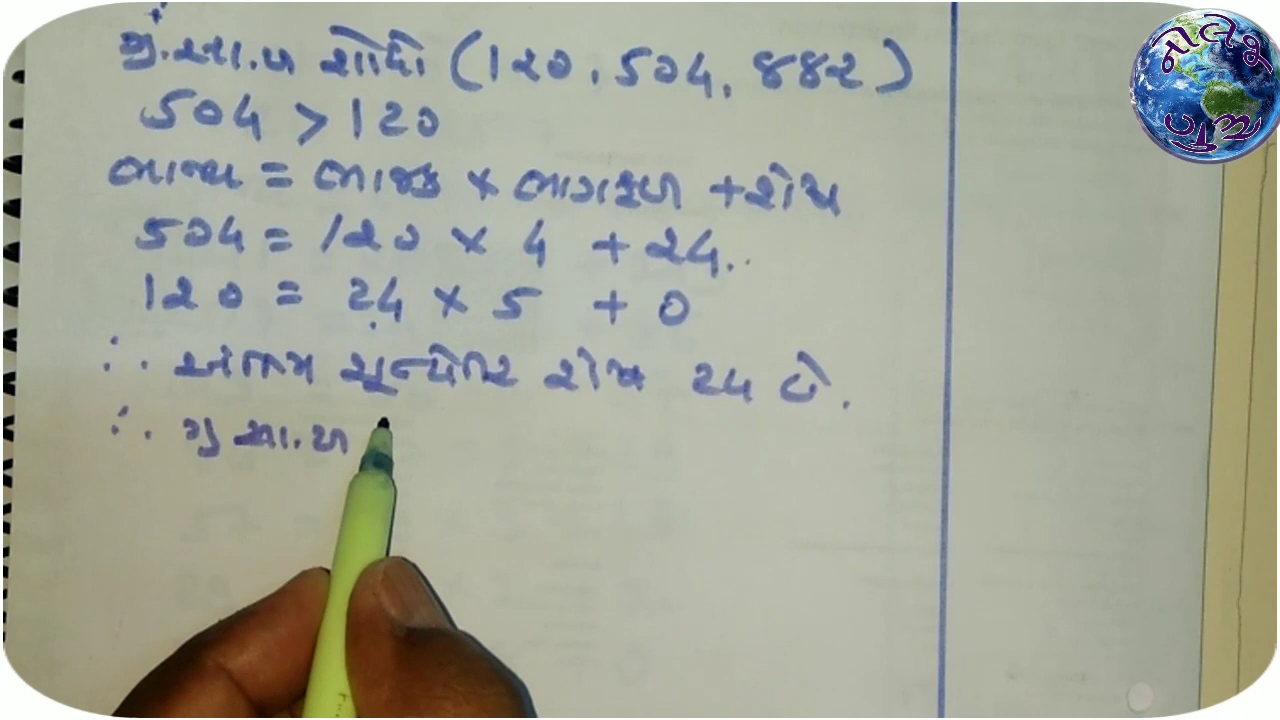 ગુ.સા.અ શોધો (120, 504, 882)
504 > 120
ભાજ્ય = ભાજક × ભાગફળ + શેષ
504 = 120 × 4 + 24.
120 = 24 × 5 + 0
∴ અંતિમ શૂન્યેતર શેષ 24 છે.
∴ ગુ સા.અ